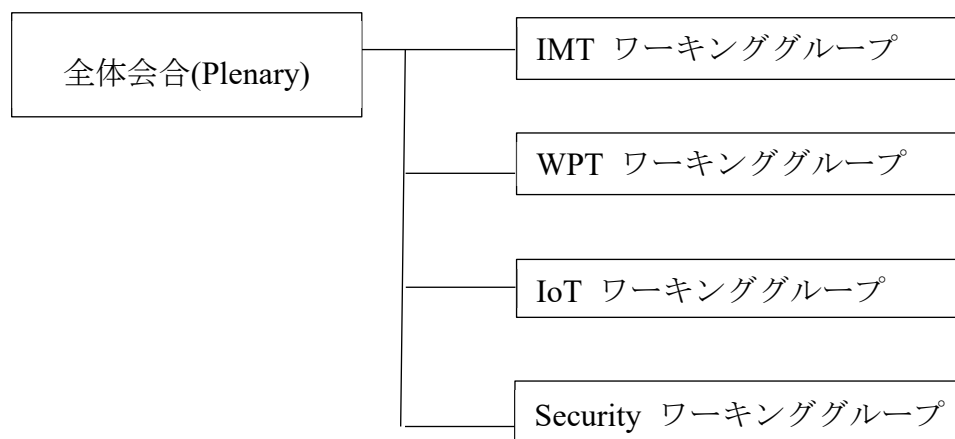 全体会合(Plenary)
IMT ワーキンググループ
WPT ワーキンググループ
IoT ワーキンググループ
Security ワーキンググループ